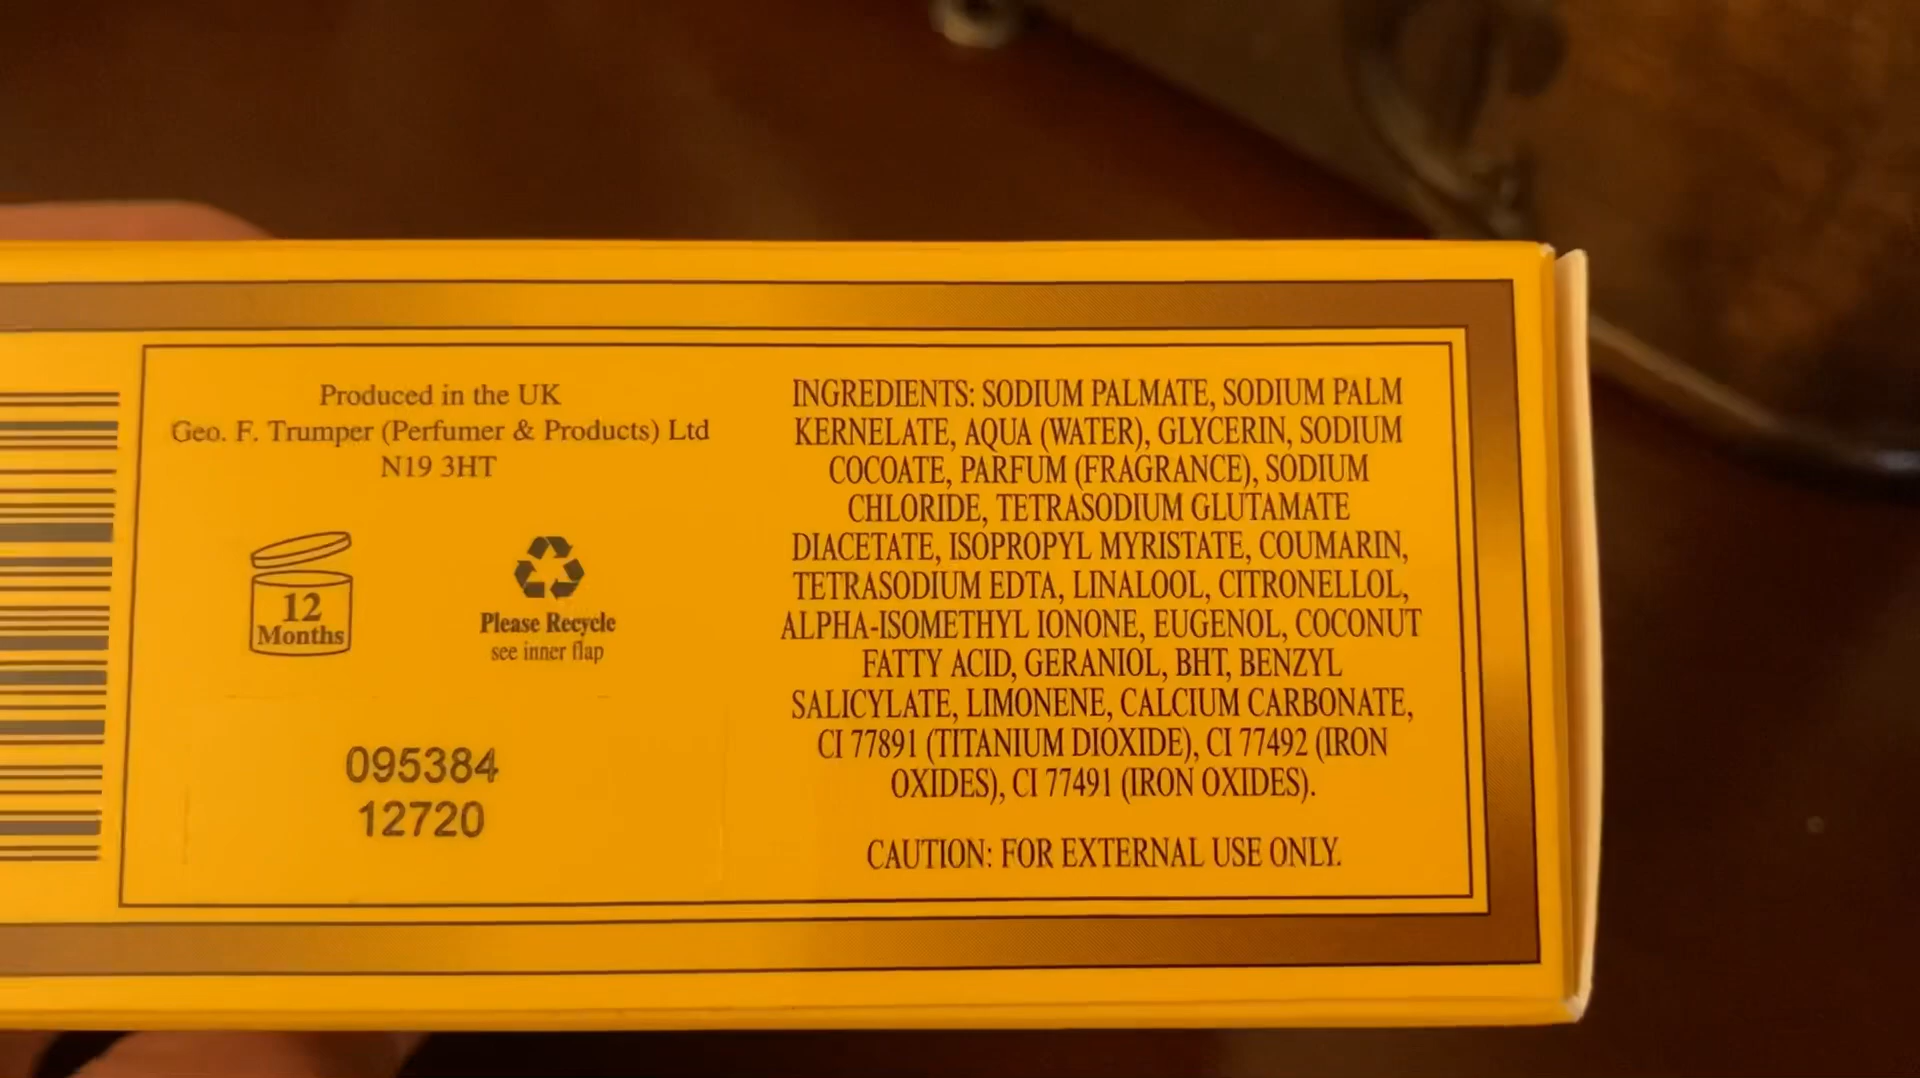 Produced in the UK
Geo. F. Trumper (Perfumer & Products) Ltd
N19 3HT
12
Months
Please Recycle
see inner flap
095384
12720
INGREDIENTS: SODIUM PALMATE, SODIUM PALM
KERNELATE, AQUA (WATER), GLYCERIN, SODIUM
COCOATE, PARFUM (FRAGRANCE), SODIUM
CHLORIDE, TETRASODIUM GLUTAMATE
DIACETATE, ISOPROPYL MYRISTATE, COUMARIN,
TETRASODIUM EDTA, LINALOOL, CITRONELLOL,
ALPHA-ISOMETHYL IONONE, EUGENOL, COCONUT
FATTY ACID, GERANIOL, BHT, BENZYL
SALICYLATE, LIMONENE, CALCIUM CARBONATE,
CI 77891 (TITANIUM DIOXIDE), CI 77492 (IRON
OXIDES), CI 77491 (IRON OXIDES).
CAUTION: FOR EXTERNAL USE ONLY.